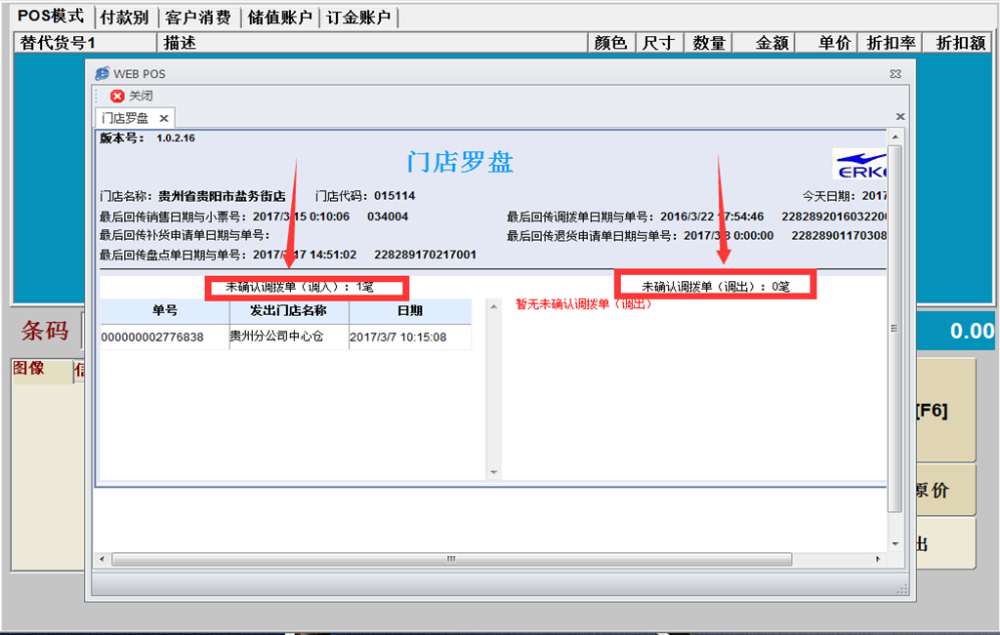 POS模式 付款别 客户消费 储值账户 订金账户
替代货号1 描述 颜色 尺寸 数量 金额 单价 折扣率 折扣额
WEB POS
关闭
门店罗盘
版本号： 1.0.2.16
门店罗盘
门店名称：贵州省贵阳市盐务街店 门店代码：015114 今天日期：2017
最后回传销售日期与小票号：2017/3/15 0:10:06 034004 最后回传调拨单日期与单号：2016/3/22 17:54:46
最后回传补货申请单日期与单号： 最后回传退货申请单日期与单号：2017/3/8 0:00:00 22828901170308
最后回传盘点单日期与单号：2017/2/17 14:51:02 228289170217001
未确认调拨单（调入）：1笔 未确认调拨单（调出）：0笔
单号 发出门店名称 日期 暂无未确认调拨单（调出）
000000002776838 贵州分公司中心仓 2017/3/7 10:15:08
条码 0.00
图像
[F6]
原价
出